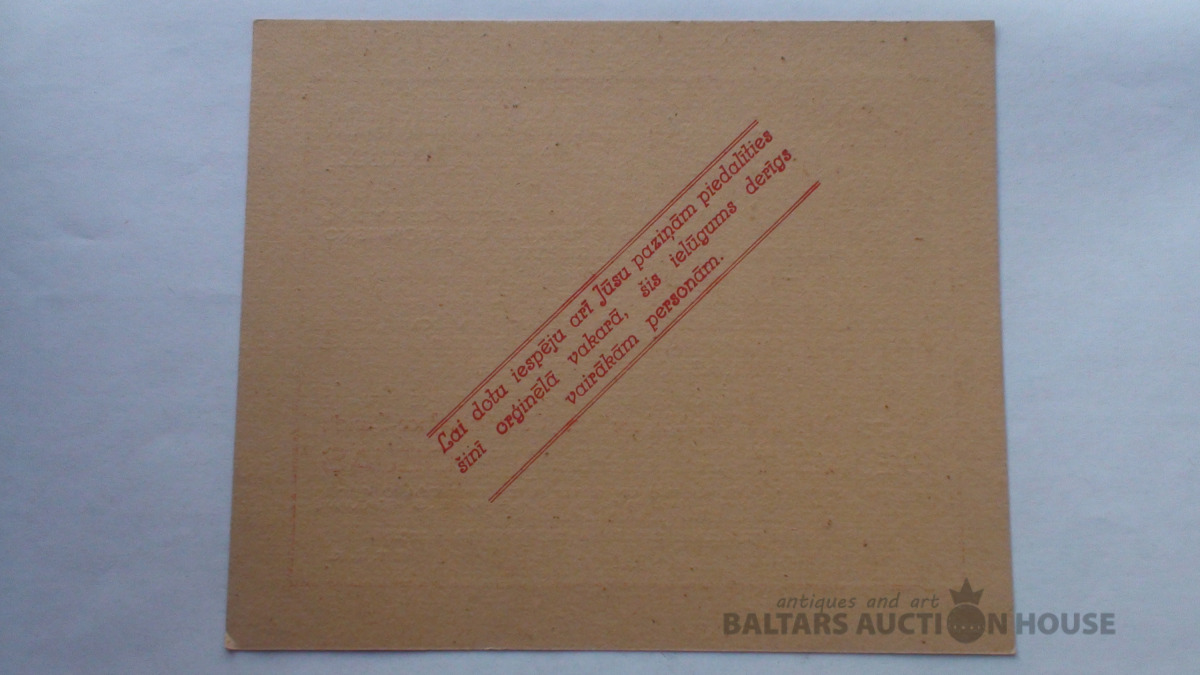 Lai dotu iespēju arī Jūsu paziņām piedalīties
šinī orģinēlā vakarā, šis ielūgums derīgs
vairākām personām.
antiques and art
BALTARS AUCTION HOUSE